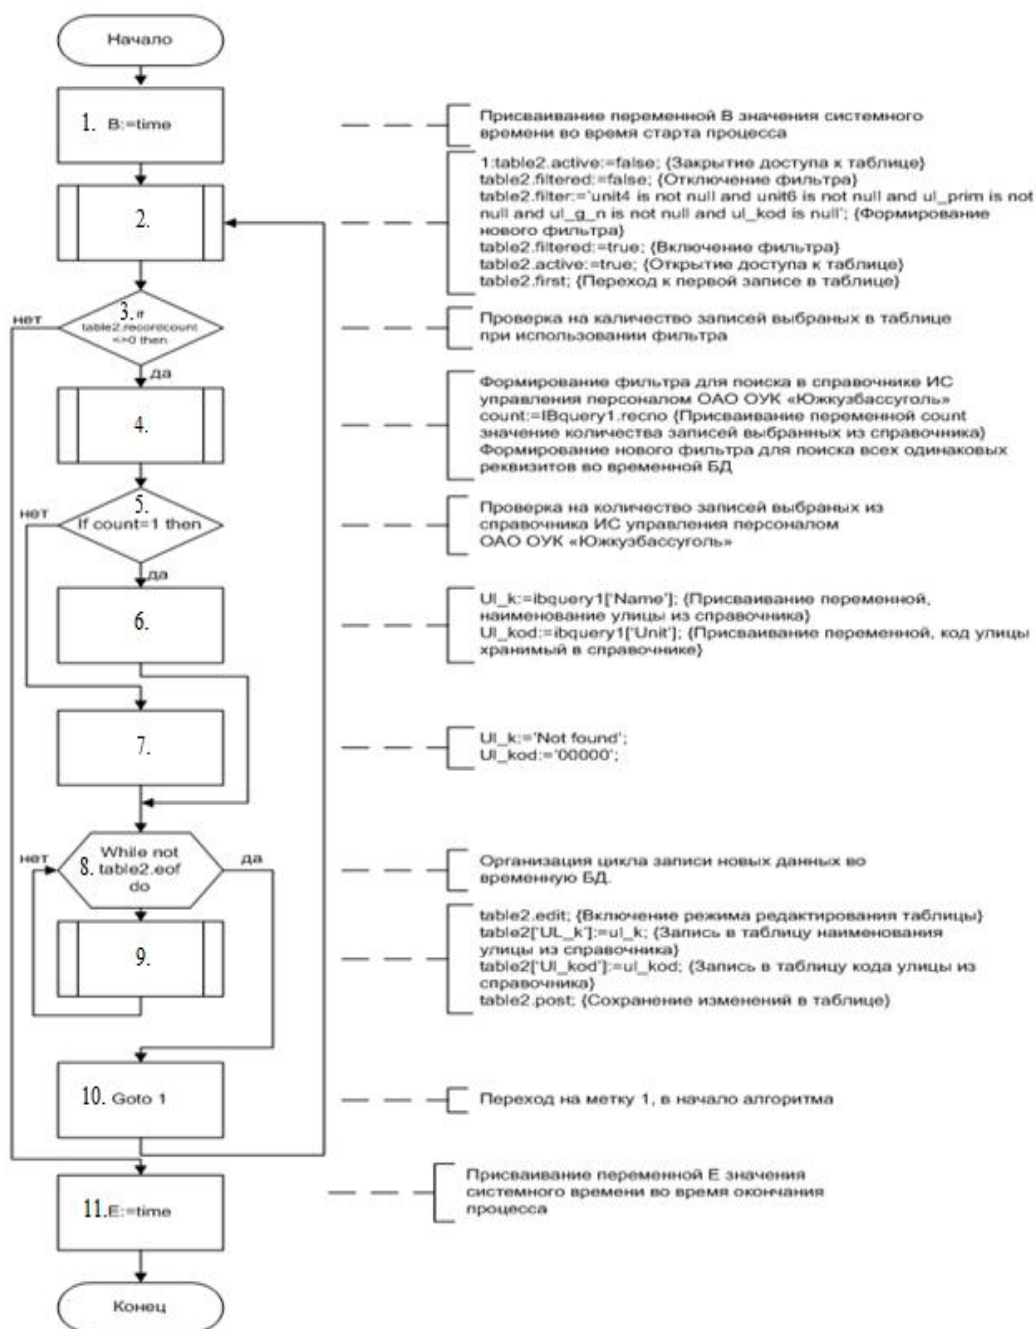 Начало
1. B:=time
Присваивание переменной B значения системного
времени во время старта процесса
2.
1:table2.active:=false; {Закрытие доступа к таблице}
table2.filtered:=false; {Отключение фильтра}
table2.filter:='unit4 is not null and unit6 is not null and ul_prim is not
null and ul_g_n is not null and ul_kod is null'; {Формирование
нового фильтра}
table2.filtered:=true; {Включение фильтра}
table2.active:=true; {Открытие доступа к таблице}
table2.first; {Переход к первой записе в таблице}
нет
3. If
table2.recordcount
<>0 then
да
Проверка на каличество записей выбраных в таблице
при использовании фильтра
4.
Формирование фильтра для поиска в справочнике ИС
управления персоналом ОАО ОУК «Южкузбассуголь»
count:=IBquery1.recno {Присваивание переменной count
значение количества записей выбранных из справочника}
Формирование нового фильтра для поиска всех одинаковых
реквизитов во временной БД
нет
5.
If count=1 then
да
Проверка на количество записей выбраных из
справочника ИС управления персоналом
ОАО ОУК «Южкузбассуголь»
6.
Ul_k:=ibquery1['Name']; {Присваивание переменной,
наименование улицы из справочника}
Ul_kod:=ibquery1['Unit']; {Присваивание переменной, код улицы
хранимый в справочнике}
7.
Ul_k:='Not found';
Ul_kod:='00000';
нет
8. While not
table2.eof
do
да
Организация цикла записи новых данных во
временную БД.
9.
table2.edit; {Включение режима редактирования таблицы}
table2['UL_k']:=ul_k; {Запись в таблицу наименования
улицы из справочника}
table2['Ul_kod']:=ul_kod; {Запись в таблицу кода улицы из
справочника}
table2.post; {Сохранение изменений в таблице}
10. Goto 1
Переход на метку 1, в начало алгоритма
11.E:=time
Присваивание переменной E значения
системного времени во время окончания
процесса
Конец